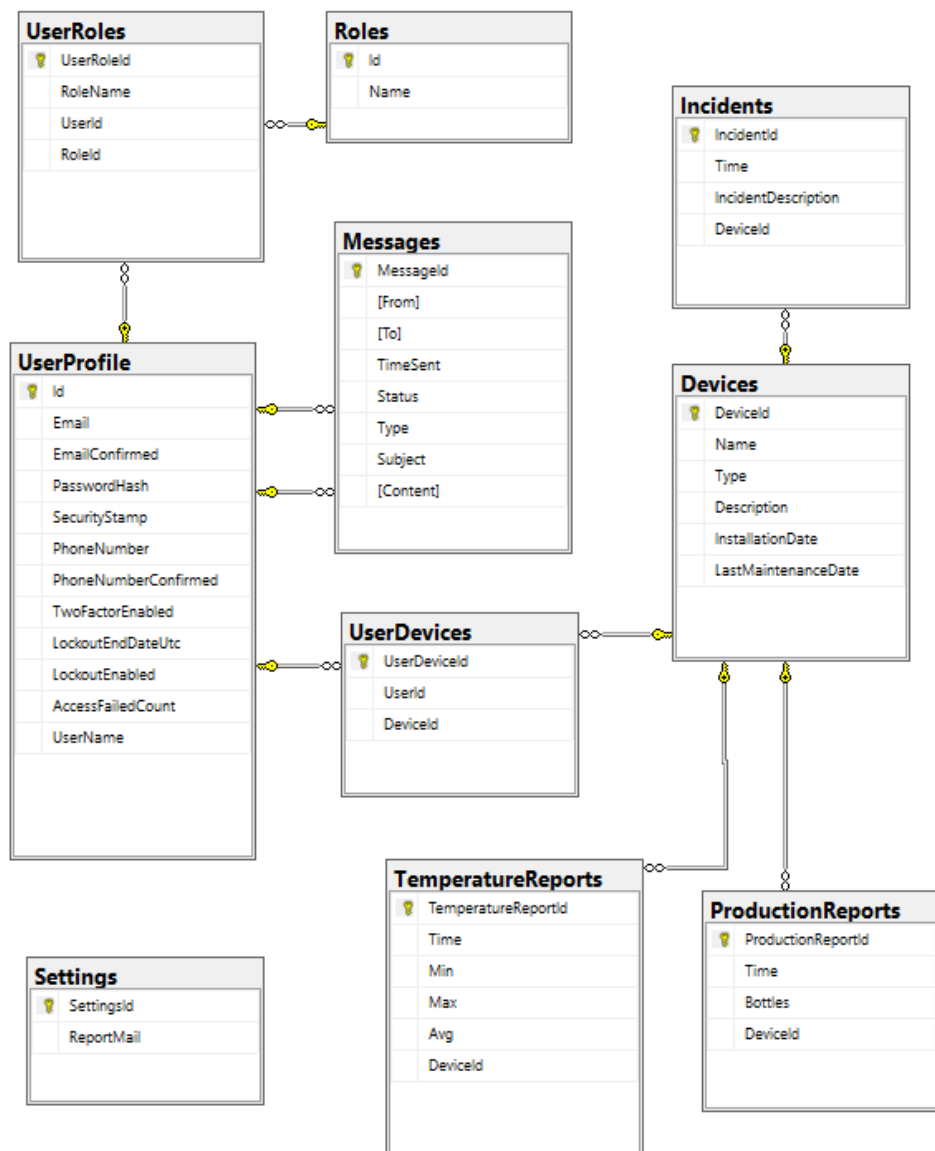 UserRoles
UserRoleId
RoleName
UserId
RoleId
Roles
Id
Name
Incidents
IncidentId
Time
IncidentDescription
DeviceId
Messages
MessageId
[From]
[To]
TimeSent
Status
Type
Subject
[Content]
UserProfile
Id
Email
EmailConfirmed
PasswordHash
SecurityStamp
PhoneNumber
PhoneNumberConfirmed
TwoFactorEnabled
LockoutEndDateUtc
LockoutEnabled
AccessFailedCount
UserName
Devices
DeviceId
Name
Type
Description
InstallationDate
LastMaintenanceDate
UserDevices
UserDeviceId
UserId
DeviceId
TemperatureReports
TemperatureReportId
Time
Min
Max
Avg
DeviceId
ProductionReports
ProductionReportId
Time
Bottles
DeviceId
Settings
SettingsId
ReportMail